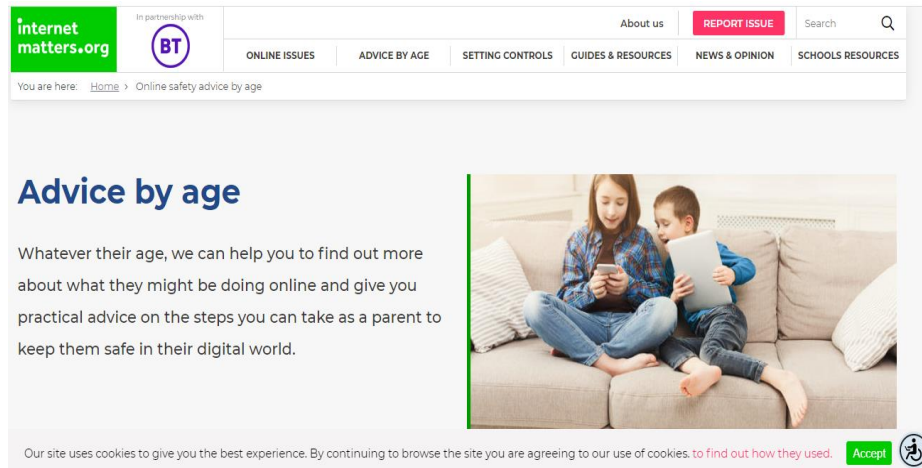 internet
matters.org
In partnership with
BT
About us
REPORT ISSUE
Search
ONLINE ISSUES
ADVICE BY AGE
SETTING CONTROLS
GUIDES & RESOURCES
NEWS & OPINION
SCHOOLS RESOURCES
You are here: Home > Online safety advice by age
Advice by age
Whatever their age, we can help you to find out more
about what they might be doing online and give you
practical advice on the steps you can take as a parent to
keep them safe in their digital world.
Our site uses cookies to give you the best experience. By continuing to browse the site you are agreeing to our use of cookies. to find out how they used. Accept